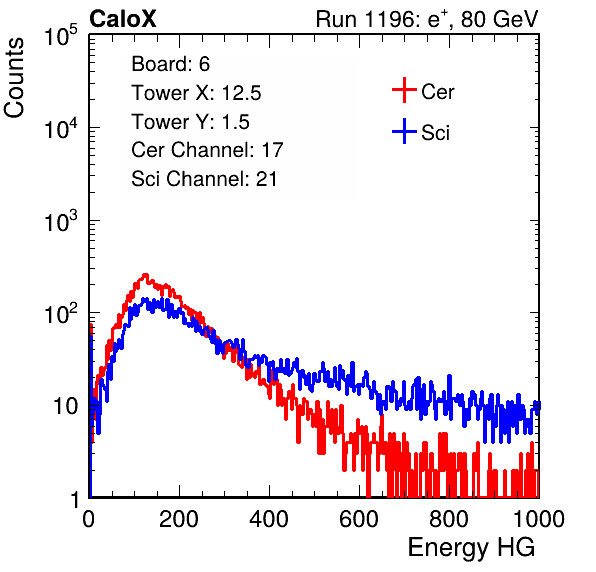 CaloX Run 1196: e⁺, 80 GeV
Counts
10⁵
10⁴
10³
10²
10
1
Board: 6
Tower X: 12.5
Tower Y: 1.5
Cer Channel: 17
Sci Channel: 21
Cer
Sci
0 200 400 600 800 1000
Energy HG